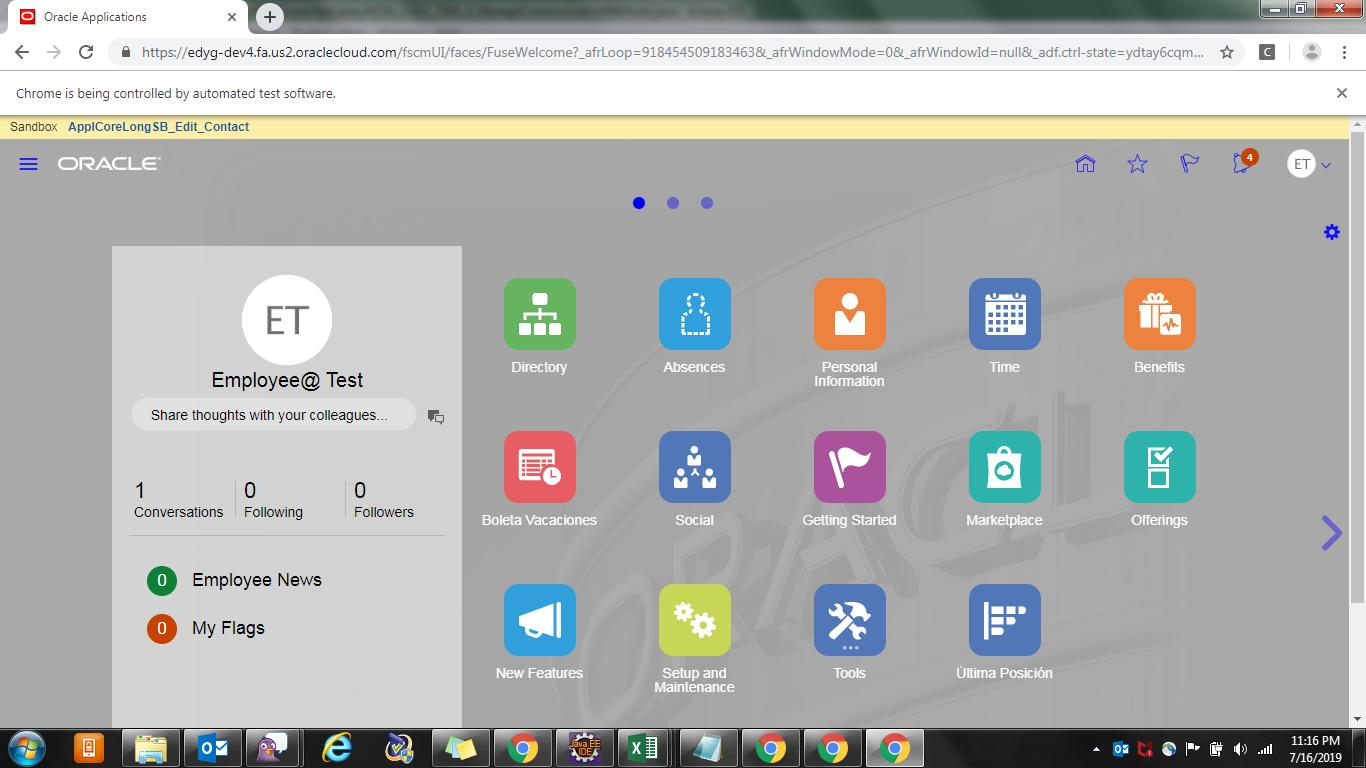 Oracle Applications
https://edyg-dev4.fa.us2.oraclecloud.com/fscmUI/faces/FuseWelcome?_afrLoop=918454509183463&_afrWindowMode=0&_afrWindowId=null&_adf.ctrl-state=ydtay6cqm...
C
Chrome is being controlled by automated test software.
Sandbox ApplCoreLongSB_Edit_Contact
ORACLE
4
ET
ET
Employee@ Test
Share thoughts with your colleagues...
1 0 0
Conversations Following Followers
0 Employee News
0 My Flags
Directory Absences Personal Information Time Benefits
Boleta Vacaciones Social Getting Started Marketplace Offerings
New Features Setup and Maintenance Tools Última Posición
Java EE
IDE
11:16 PM
7/16/2019